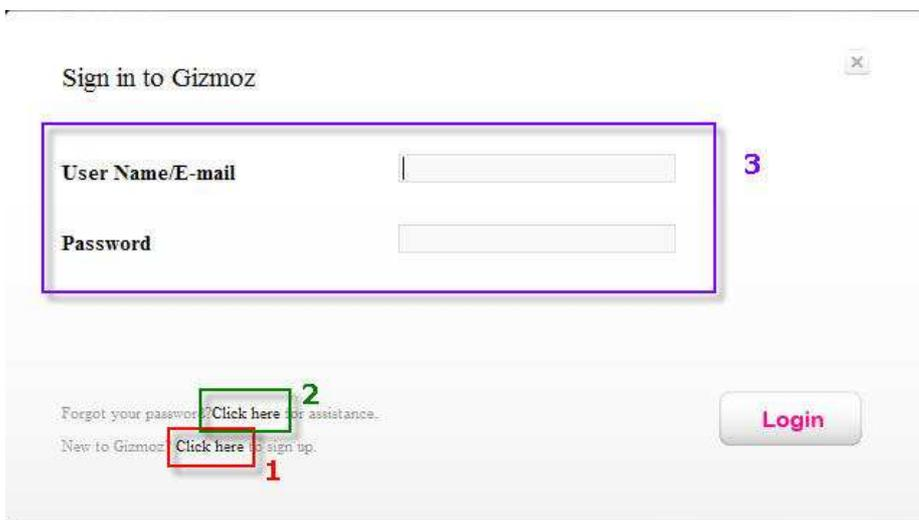 Sign in to Gizmoz
User Name/E-mail
3
Password
2
Forgot your password?Click here for assistance.
New to Gizmoz? Click here to sign up.
1
Login